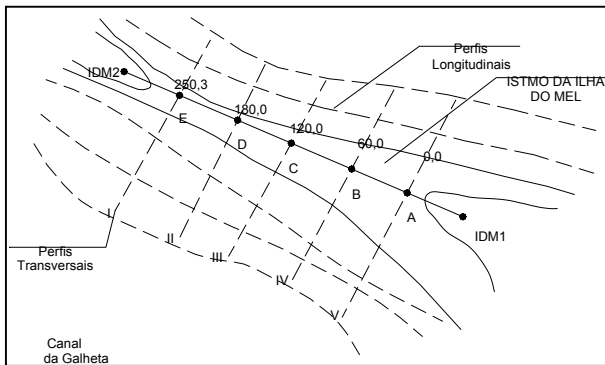 IDM2
Perfis
Longitudinais
ISTMO DA ILHA
DO MEL
250,3
180,0
120,0
60,0
0,0
E
D
C
B
A
IDM1
I
II
III
IV
V
Perfis
Transversais
Canal
da Galheta